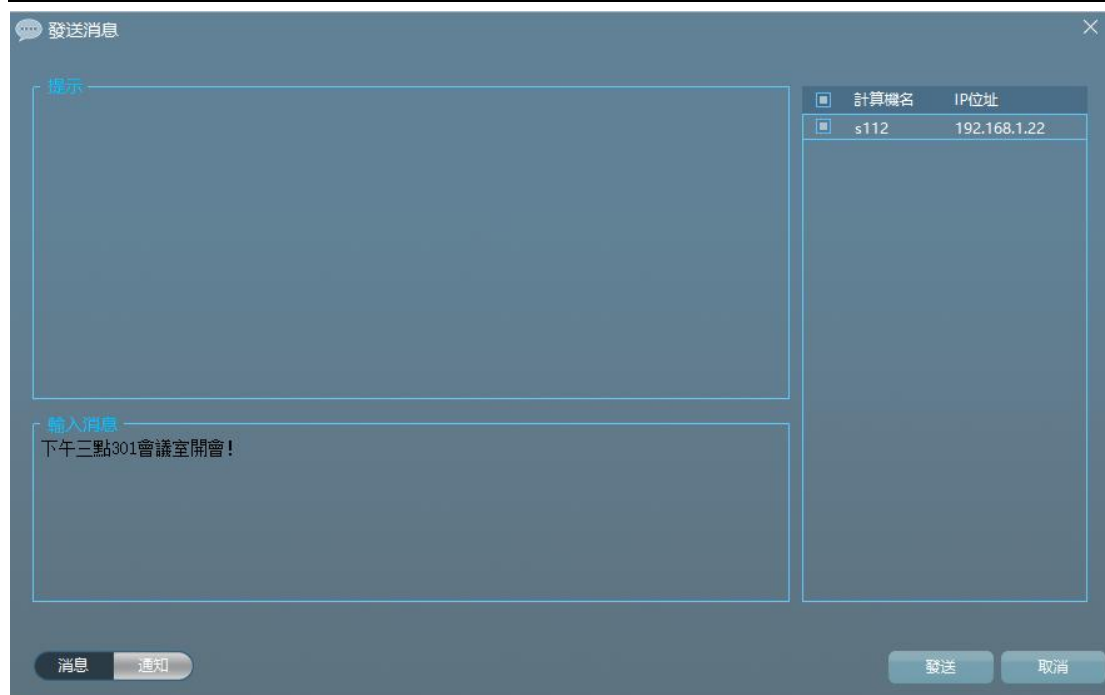 發送消息
提示
計算機名 IP位址
s112 192.168.1.22
輸入消息
下午三點301會議室開會!
消息 通知
發送 取消